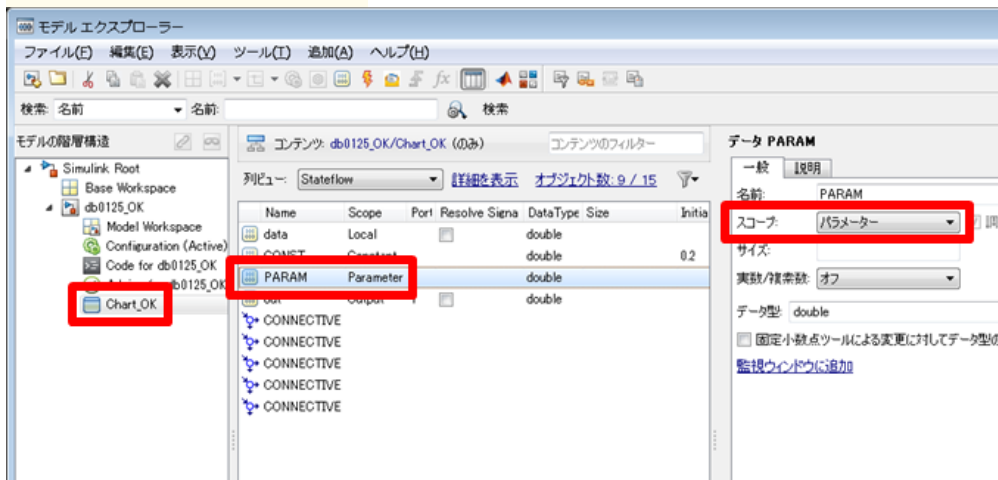 モデル エクスプローラー
ファイル(F) 編集(E) 表示(V) ツール(T) 追加(A) ヘルプ(H)
検索: 名前 名前: 検索
モデルの階層構造
Simulink Root
Base Workspace
db0125_OK
Model Workspace
Configuration (Active)
Code for db0125_OK
db0125_OK
Chart_OK
コンテンツ: db0125_OK/Chart_OK (のみ) コンテンツのフィルター
列ビュー: Stateflow 詳細を表示 オブジェクト数: 9 / 15
Name Scope Port Resolve Signa DataType Size Initia
data Local double
CONST Constant double 0.2
PARAM Parameter double
out Output 1 double
CONNECTIVE
CONNECTIVE
CONNECTIVE
CONNECTIVE
CONNECTIVE
データ PARAM
一般 説明
名前: PARAM
スコープ: パラメーター
サイズ:
実数/複素数: オフ
データ型: double
固定小数点ツールによる変更に対してデータ型の
監視ウィンドウに追加